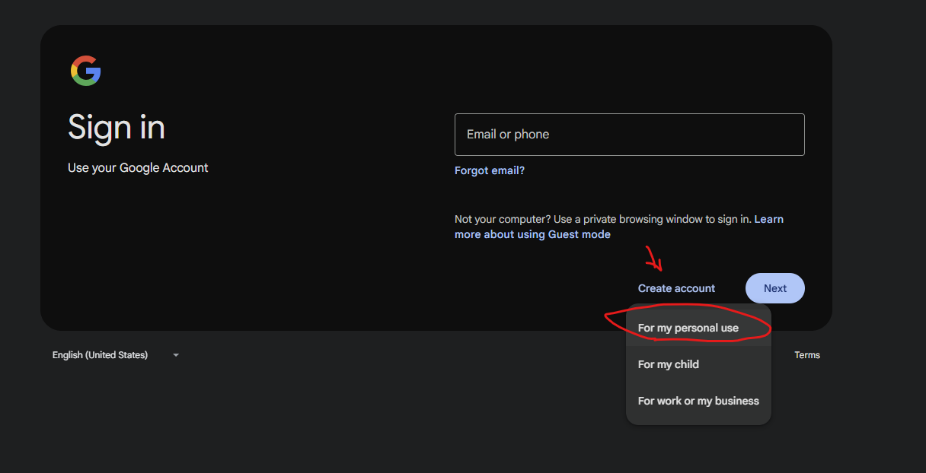 Sign in
Use your Google Account
Email or phone
Forgot email?
Not your computer? Use a private browsing window to sign in. Learn
more about using Guest mode
Create account
Next
For my personal use
For my child
For work or my business
English (United States)
Terms